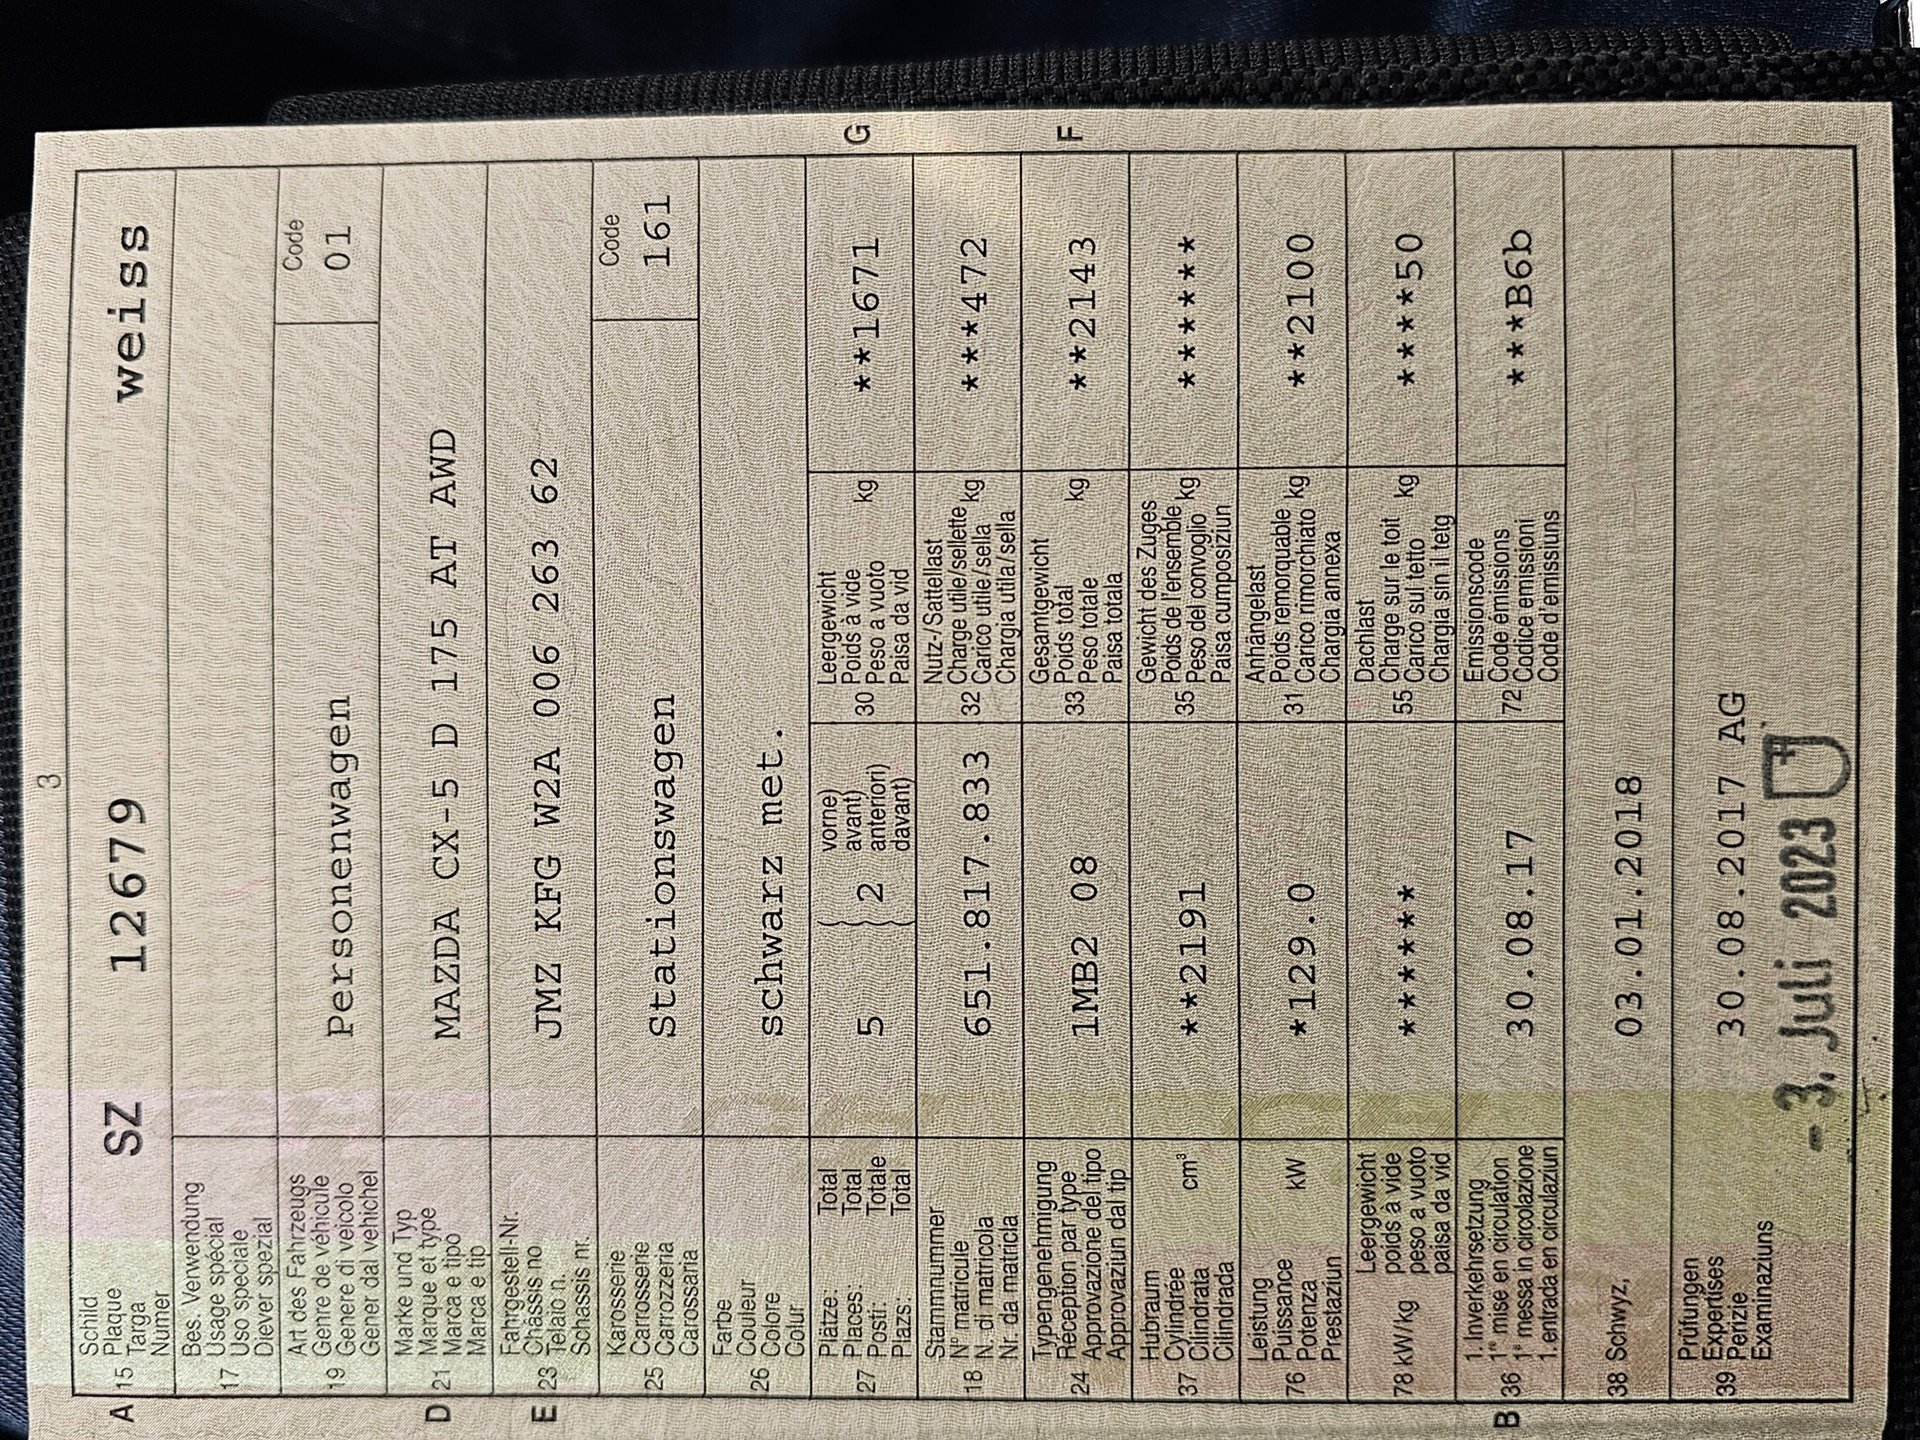 3
A 15 Schild
Plaque
Targa
Numer
SZ 12679 weiss
17 Bes. Verwendung
Usage spécial
Uso speciale
Diever spezial
19 Art des Fahrzeugs
Genre de véhicule
Genere di veicolo
Gener dal vehichel
Personenwagen
Code
01
D 21 Marke und Typ
Marque et type
Marca e tipo
Marca e tip
MAZDA CX-5 D 175 AT AWD
E 23 Fahrgestell-Nr.
Châssis no
Telaio n.
Schassis nr.
JMZ KFG W2A 006 263 62
25 Karosserie
Carrosserie
Carrozzeria
Carossaria
Stationswagen
Code
161
26 Farbe
Couleur
Colore
Colur
schwarz met.
27 Plätze: Total
Places: Total
Posti: Totale
Plazs: Total
5 { 2 vorne)
avant)
anteriori)
davant)
30 Leergewicht
Poids à vide
Peso a vuoto kg
Paisa da vid
**1671
G
18 Stammnummer
N° matricule
N. di matricola
Nr. da matricla
651.817.833
32 Nutz-/Sattellast
Charge utile/sellette
Carico utile/sella kg
Chargia utila/sella
***472
24 Typengenehmigung
Réception par type
Approvazione del tipo
Approvaziun dal tip
1MB2 08
33 Gesamtgewicht
Poids total
Peso totale kg
Paisa totala
**2143
F
37 Hubraum
Cylindrée
Cilindrata cm³
Cilindrada
**2191
35 Gewicht des Zuges
Poids de l'ensemble
Peso del convoglio kg
Paisa cumposiziun
******
76 Leistung
Puissance
Potenza kW
Prestaziun
*129.0
31 Anhängelast
Poids remorquable
Carico rimorchiato kg
Chargia annexa
**2100
78 kW/kg Leergewicht
poids à vide
peso a vuoto
paisa da vid
******
55 Dachlast
Charge sur le toit
Carico sul tetto kg
Chargia sin il tetg
****50
B 36 1. Inverkehrsetzung
1re mise en circulation
1a messa in circolazione
1. entrada en circulaziun
30.08.17
72 Emissionscode
Code émissions
Codice emissioni
Code d'emissiuns
***B6b
38 Schwyz,
03.01.2018
39 Prüfungen
Expertises
Perizie
Examinaziuns
30.08.2017 AG
- 3. Juli 2023